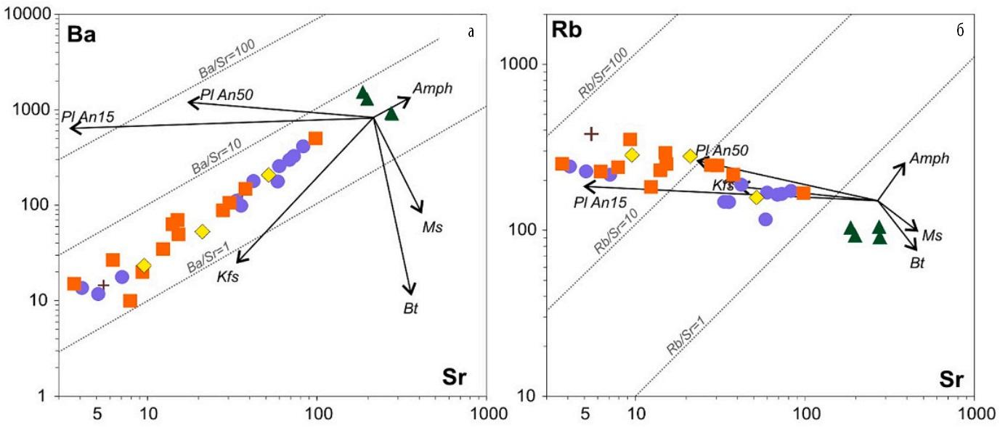 10000
Ba
а
Ba/Sr=100
Pl An50
Amph
1000
Pl An15
Ba/Sr=10
100
Ms
Ba/Sr=1
Kfs
10
Bt
Sr
1
5
10
100
1000
Rb
б
1000
Rb/Sr=100
Pl An50
Amph
Kfs
Pl An15
100
Rb/Sr=10
Ms
Bt
Rb/Sr=1
Sr
10
5
10
100
1000